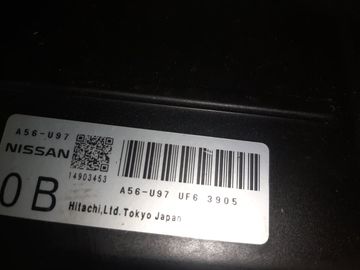 A56-U97
NISSAN
14903453
A56-U97 UF6 3905
0B
Hitachi,Ltd.Tokyo Japan